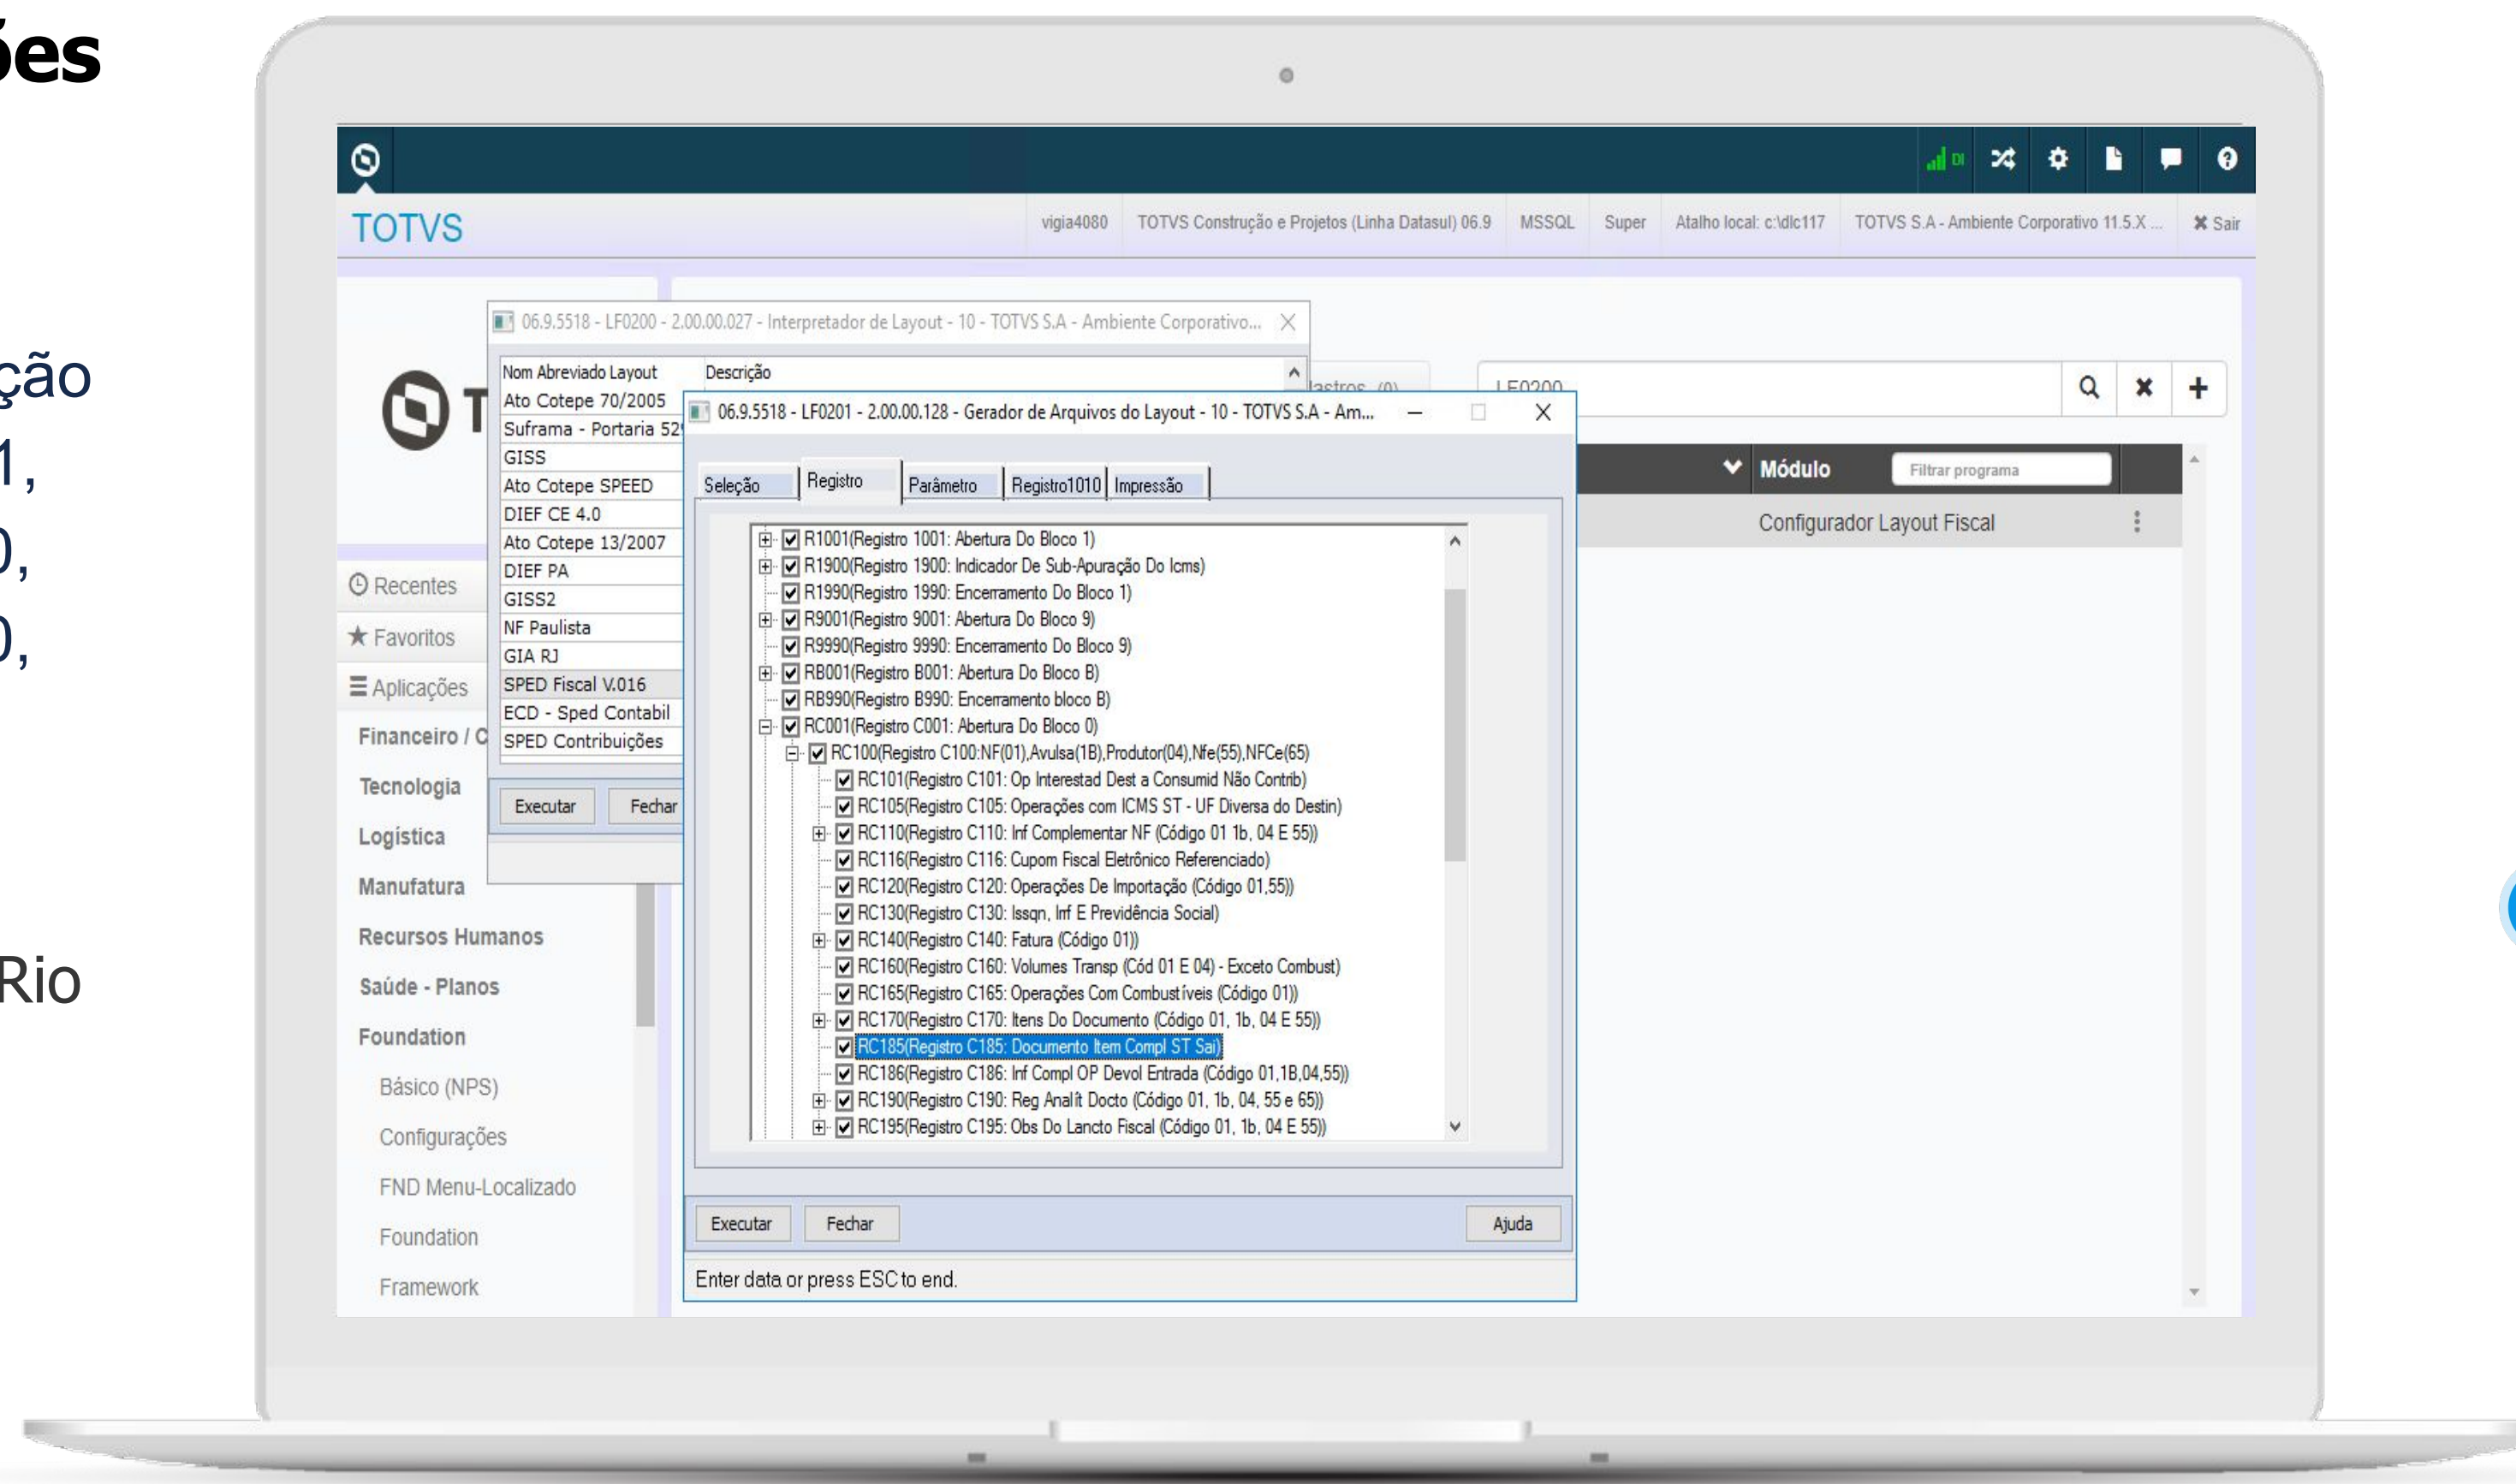 ões
ção
1,
0,
0,
Rio
DI
TOTVS
vigia4080 TOTVS Construção e Projetos (Linha Datasul) 06.9 MSSQL Super Atalho local: c:\dlc117 TOTVS S.A - Ambiente Corporativo 11.5.X ... Sair
06.9.5518 - LF0200 - 2.00.00.027 - Interpretador de Layout - 10 - TOTVS S.A - Ambiente Corporativo...
Nom Abreviado Layout Descrição
Ato Cotepe 70/2005
Suframa - Portaria 529
GISS
Ato Cotepe SPEED
DIEF CE 4.0
Ato Cotepe 13/2007
DIEF PA
GISS2
NF Paulista
GIA RJ
SPED Fiscal V.016
ECD - Sped Contabil
SPED Contribuições
Executar Fechar
LF0200
06.9.5518 - LF0201 - 2.00.00.128 - Gerador de Arquivos do Layout - 10 - TOTVS S.A - Am...
Seleção Registro Parâmetro Registro1010 Impressão
R1001(Registro 1001: Abertura Do Bloco 1)
R1900(Registro 1900: Indicador De Sub-Apuração Do Icms)
R1990(Registro 1990: Encerramento Do Bloco 1)
R9001(Registro 9001: Abertura Do Bloco 9)
R9990(Registro 9990: Encerramento Do Bloco 9)
RB001(Registro B001: Abertura Do Bloco B)
RB990(Registro B990: Encerramento bloco B)
RC001(Registro C001: Abertura Do Bloco 0)
RC100(Registro C100:NF(01),Avulsa(1B),Produtor(04),Nfe(55),NFCe(65)
RC101(Registro C101: Op Interestad Dest a Consumid Não Contrib)
RC105(Registro C105: Operações com ICMS ST - UF Diversa do Destin)
RC110(Registro C110: Inf Complementar NF (Código 01 1b, 04 E 55))
RC116(Registro C116: Cupom Fiscal Eletrônico Referenciado)
RC120(Registro C120: Operações De Importação (Código 01,55))
RC130(Registro C130: Issqn, Irrf E Previdência Social)
RC140(Registro C140: Fatura (Código 01))
RC160(Registro C160: Volumes Transp (Cód 01 E 04) - Exceto Combust)
RC165(Registro C165: Operações Com Combustíveis (Código 01))
RC170(Registro C170: Itens Do Documento (Código 01, 1b, 04 E 55))
RC185(Registro C185: Documento Item Compl ST Sai)
RC186(Registro C186: Inf Compl OP Devol Entrada (Código 01,1B,04,55))
RC190(Registro C190: Reg Analít Docto (Código 01, 1b, 04, 55 e 65))
RC195(Registro C195: Obs Do Lancto Fiscal (Código 01, 1b, 04 E 55))
Executar Fechar Ajuda
Enter data or press ESC to end.
Módulo Filtrar programa
Configurador Layout Fiscal
Recentes
Favoritos
Aplicações
Financeiro / C
Tecnologia
Logística
Manufatura
Recursos Humanos
Saúde - Planos
Foundation
Básico (NPS)
Configurações
FND Menu-Localizado
Foundation
Framework